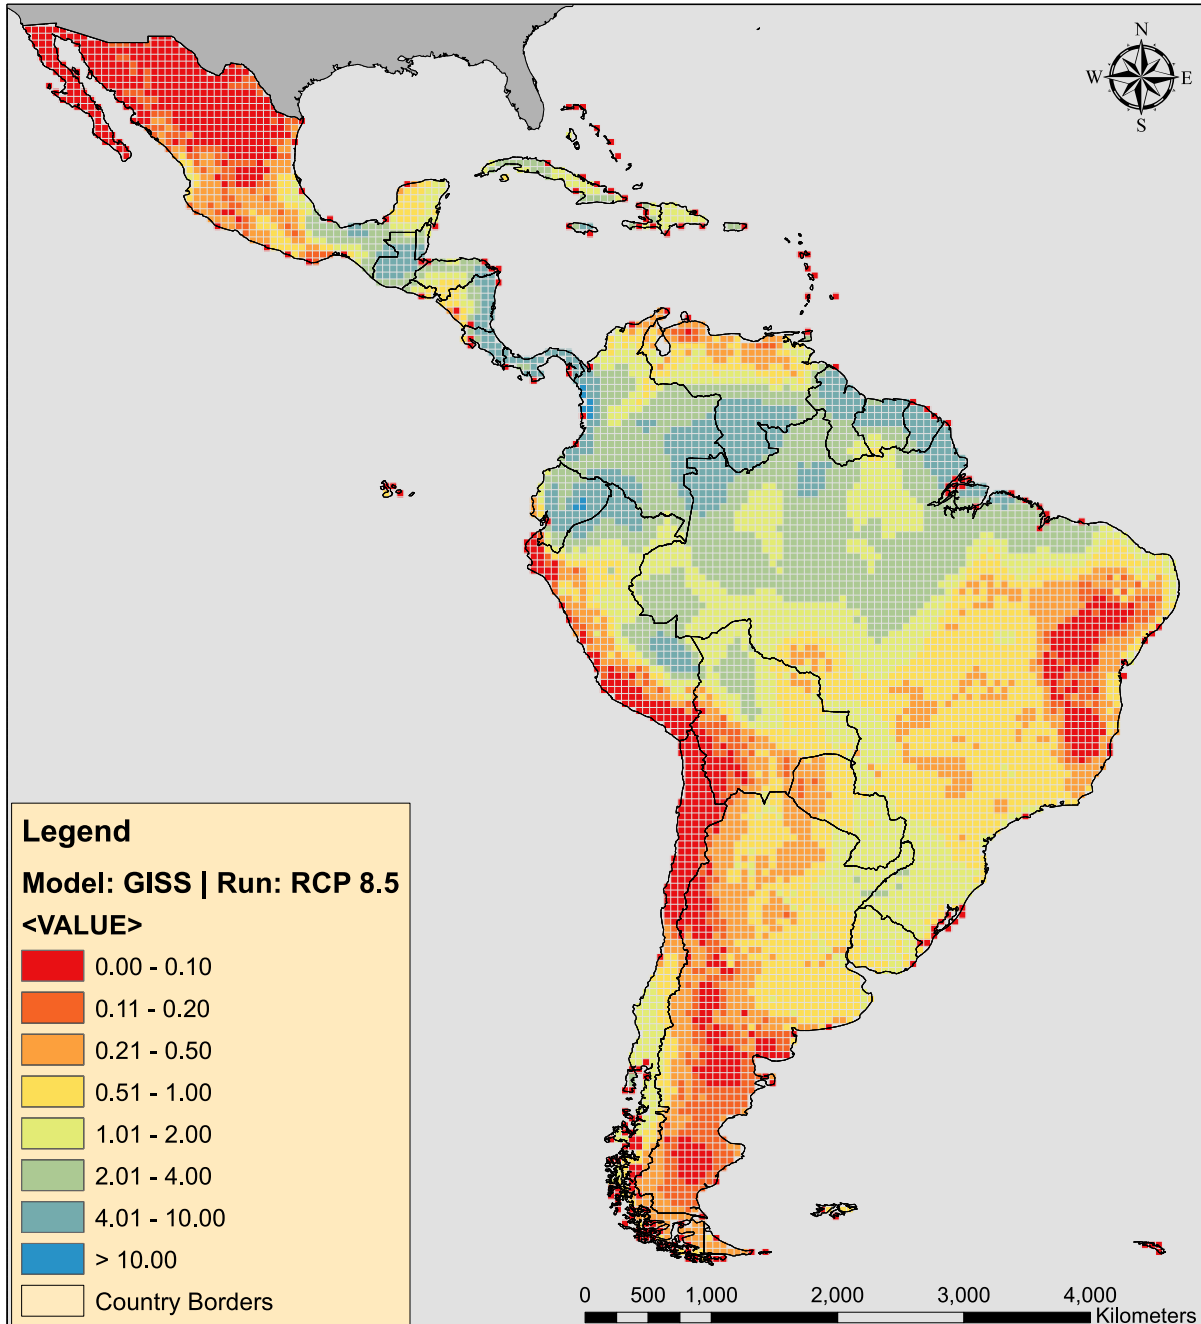 N
W E
S
Legend
Model: GISS | Run: RCP 8.5
<VALUE>
0.00 - 0.10
0.11 - 0.20
0.21 - 0.50
0.51 - 1.00
1.01 - 2.00
2.01 - 4.00
4.01 - 10.00
> 10.00
Country Borders
0 500 1,000 2,000 3,000 4,000
Kilometers